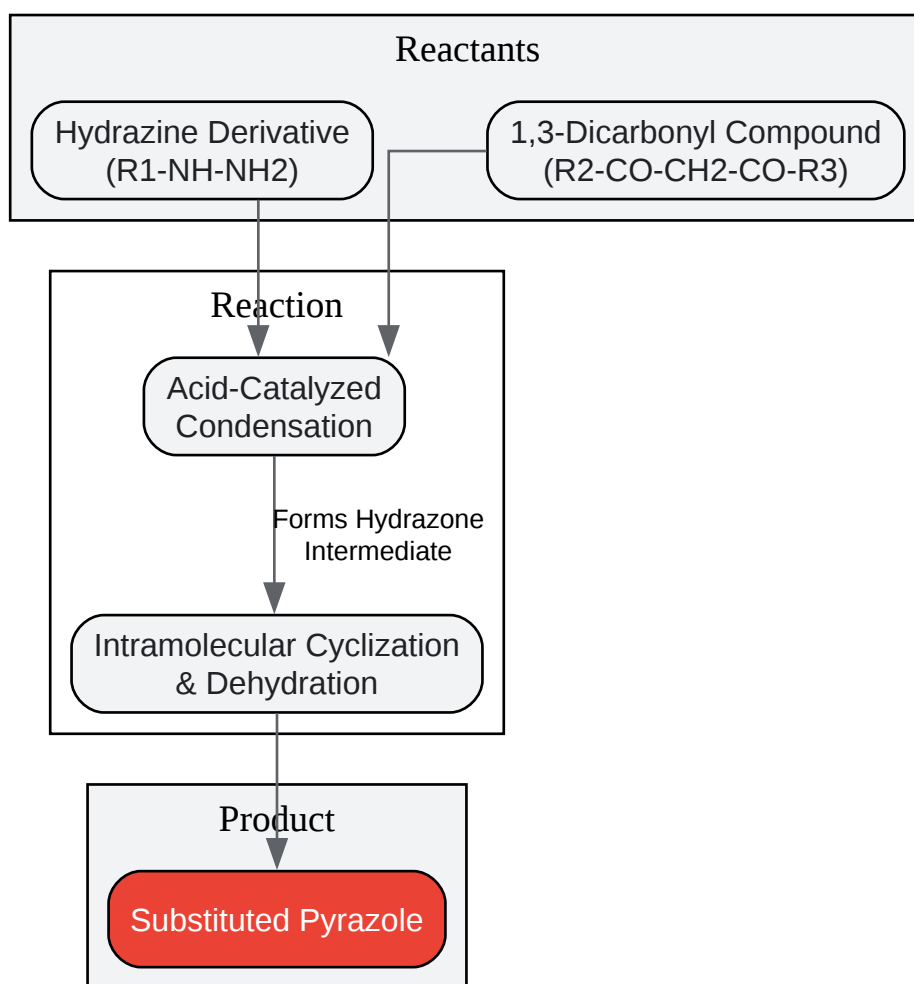 Reactants
Hydrazine Derivative
(R1-NH-NH2)
1,3-Dicarbonyl Compound
(R2-CO-CH2-CO-R3)
Reaction
Acid-Catalyzed
Condensation
Forms Hydrazone
Intermediate
Intramolecular Cyclization
& Dehydration
Product
Substituted Pyrazole